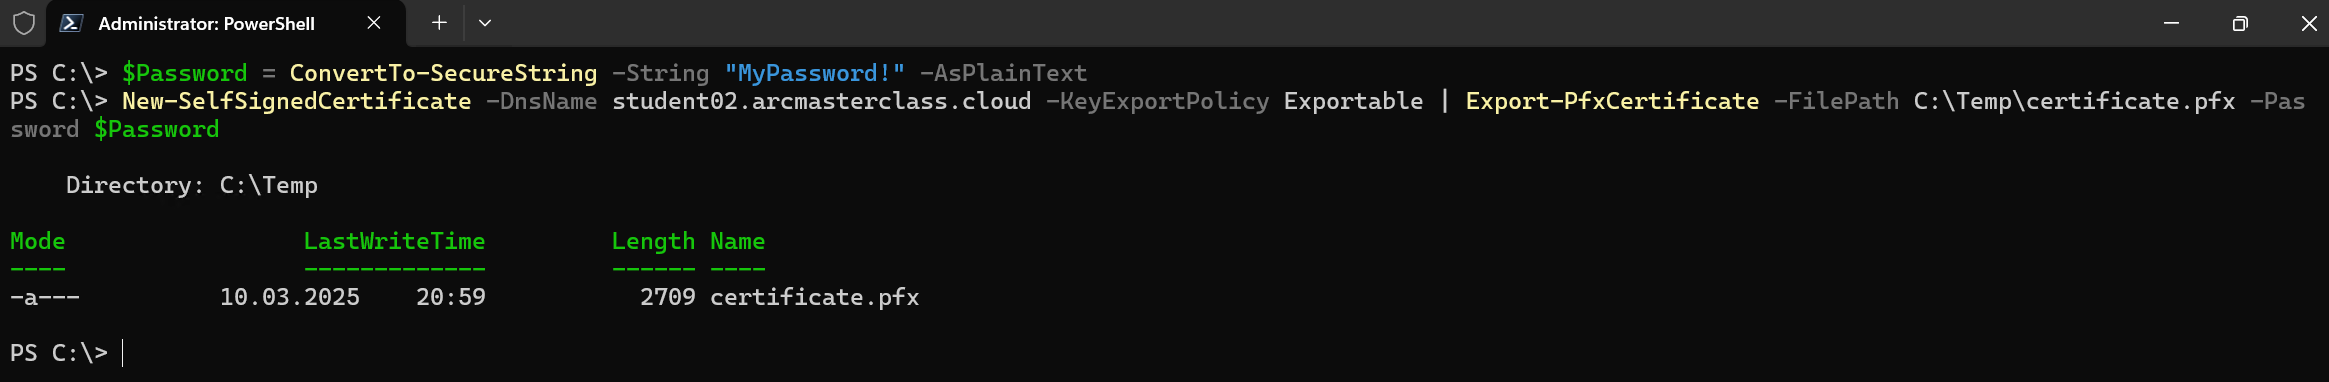 Administrator: PowerShell
PS C:\> $Password = ConvertTo-SecureString -String "MyPassword!" -AsPlainText
PS C:\> New-SelfSignedCertificate -DnsName student02.arcmasterclass.cloud -KeyExportPolicy Exportable | Export-PfxCertificate -FilePath C:\Temp\certificate.pfx -Pas
sword $Password
Directory: C:\Temp
Mode LastWriteTime Length Name
---- ------------- ------ ----
-a--- 10.03.2025 20:59 2709 certificate.pfx
PS C:\>